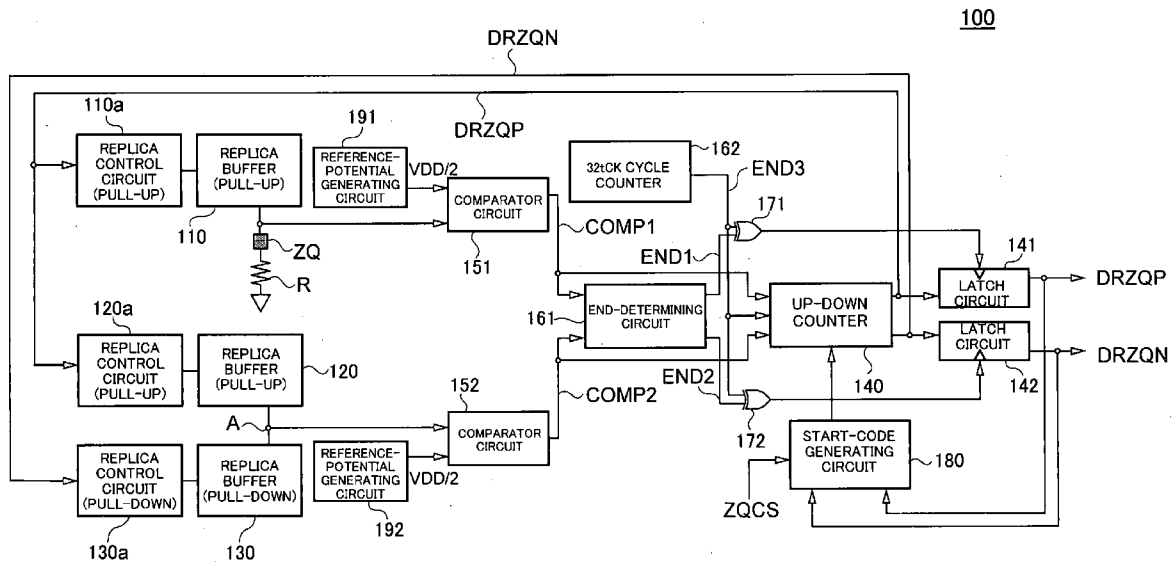 100
DRZQN
DRZQP
110a
REPLICA
CONTROL
CIRCUIT
(PULL-UP)
REPLICA
BUFFER
(PULL-UP)
110
ZQ
R
191
REFERENCE-
POTENTIAL
GENERATING
CIRCUIT
VDD/2
COMPARATOR
CIRCUIT
151
COMP1
32tCK CYCLE
COUNTER
162
END3
171
END1
161
END-DETERMINING
CIRCUIT
UP-DOWN
COUNTER
140
141
LATCH
CIRCUIT
DRZQP
LATCH
CIRCUIT
142
DRZQN
120a
REPLICA
CONTROL
CIRCUIT
(PULL-UP)
REPLICA
BUFFER
(PULL-UP)
120
A
152
COMPARATOR
CIRCUIT
COMP2
END2
172
REPLICA
CONTROL
CIRCUIT
(PULL-DOWN)
130a
REPLICA
BUFFER
(PULL-DOWN)
130
REFERENCE-
POTENTIAL
GENERATING
CIRCUIT
VDD/2
192
START-CODE
GENERATING
CIRCUIT
180
ZQCS